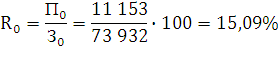 R₀ = П₀/З₀ = 11 153/73 932 · 100 = 15,09%